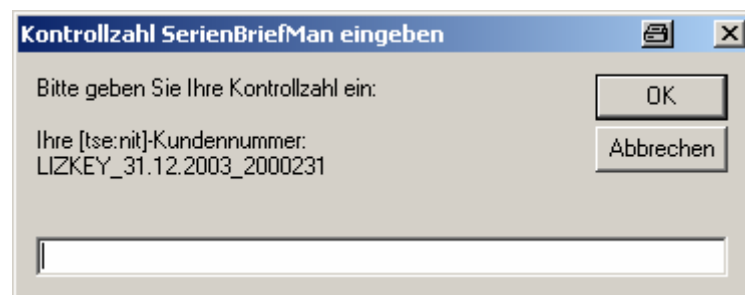 Kontrollzahl SerienBriefMan eingeben
Bitte geben Sie Ihre Kontrollzahl ein:
OK
Ihre [tse:nit]-Kundennummer:
LIZKEY_31.12.2003_2000231
Abbrechen